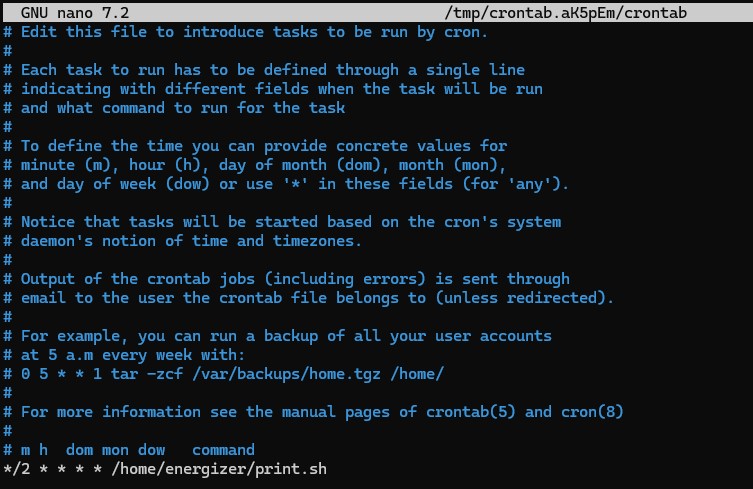 GNU nano 7.2 /tmp/crontab.aK5pEm/crontab
# Edit this file to introduce tasks to be run by cron.
#
# Each task to run has to be defined through a single line
# indicating with different fields when the task will be run
# and what command to run for the task
#
# To define the time you can provide concrete values for
# minute (m), hour (h), day of month (dom), month (mon),
# and day of week (dow) or use '*' in these fields (for 'any').
#
# Notice that tasks will be started based on the cron's system
# daemon's notion of time and timezones.
#
# Output of the crontab jobs (including errors) is sent through
# email to the user the crontab file belongs to (unless redirected).
#
# For example, you can run a backup of all your user accounts
# at 5 a.m every week with:
# 0 5 * * 1 tar -zcf /var/backups/home.tgz /home/
#
# For more information see the manual pages of crontab(5) and cron(8)
#
# m h  dom mon dow   command
*/2 * * * * /home/energizer/print.sh